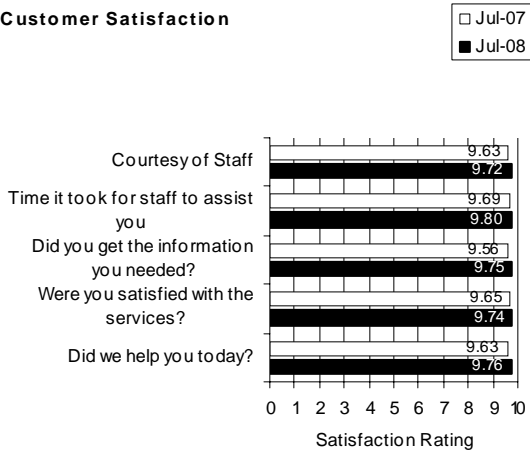 Customer Satisfaction
Jul-07
Jul-08
Courtesy of Staff
9.63
9.72
Time it took for staff to assist
you
9.69
9.80
Did you get the information
you needed?
9.56
9.75
Were you satisfied with the
services?
9.65
9.74
Did we help you today?
9.63
9.76
0 1 2 3 4 5 6 7 8 9 10
Satisfaction Rating